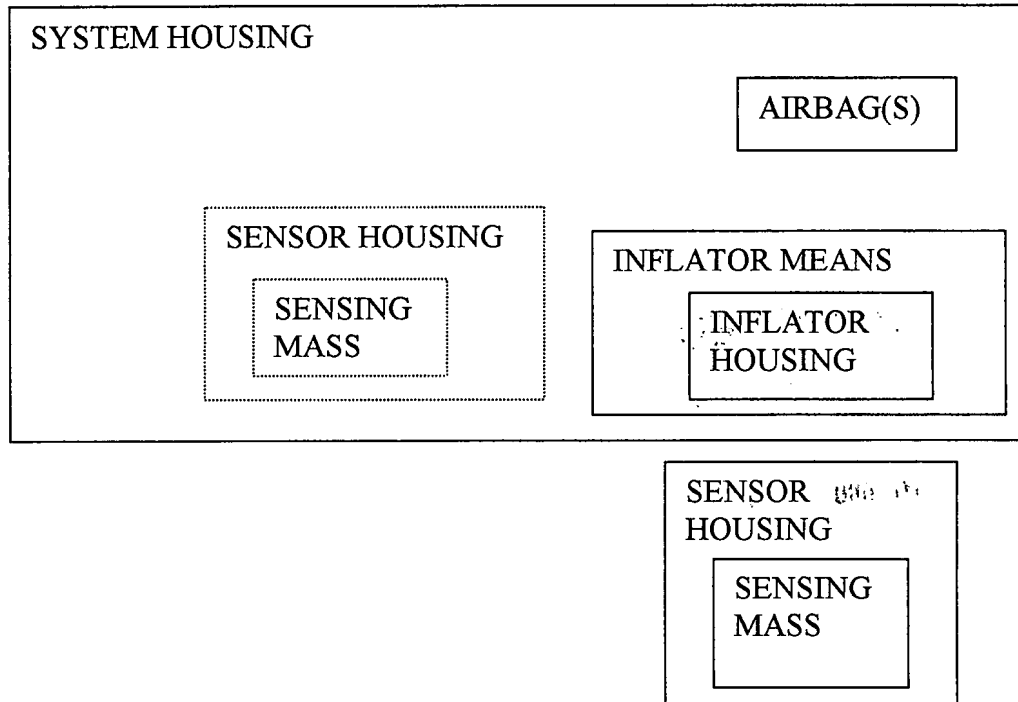 SYSTEM HOUSING
AIRBAG(S)
SENSOR HOUSING
SENSING
MASS
INFLATOR MEANS
INFLATOR
HOUSING
SENSOR
HOUSING
SENSING
MASS